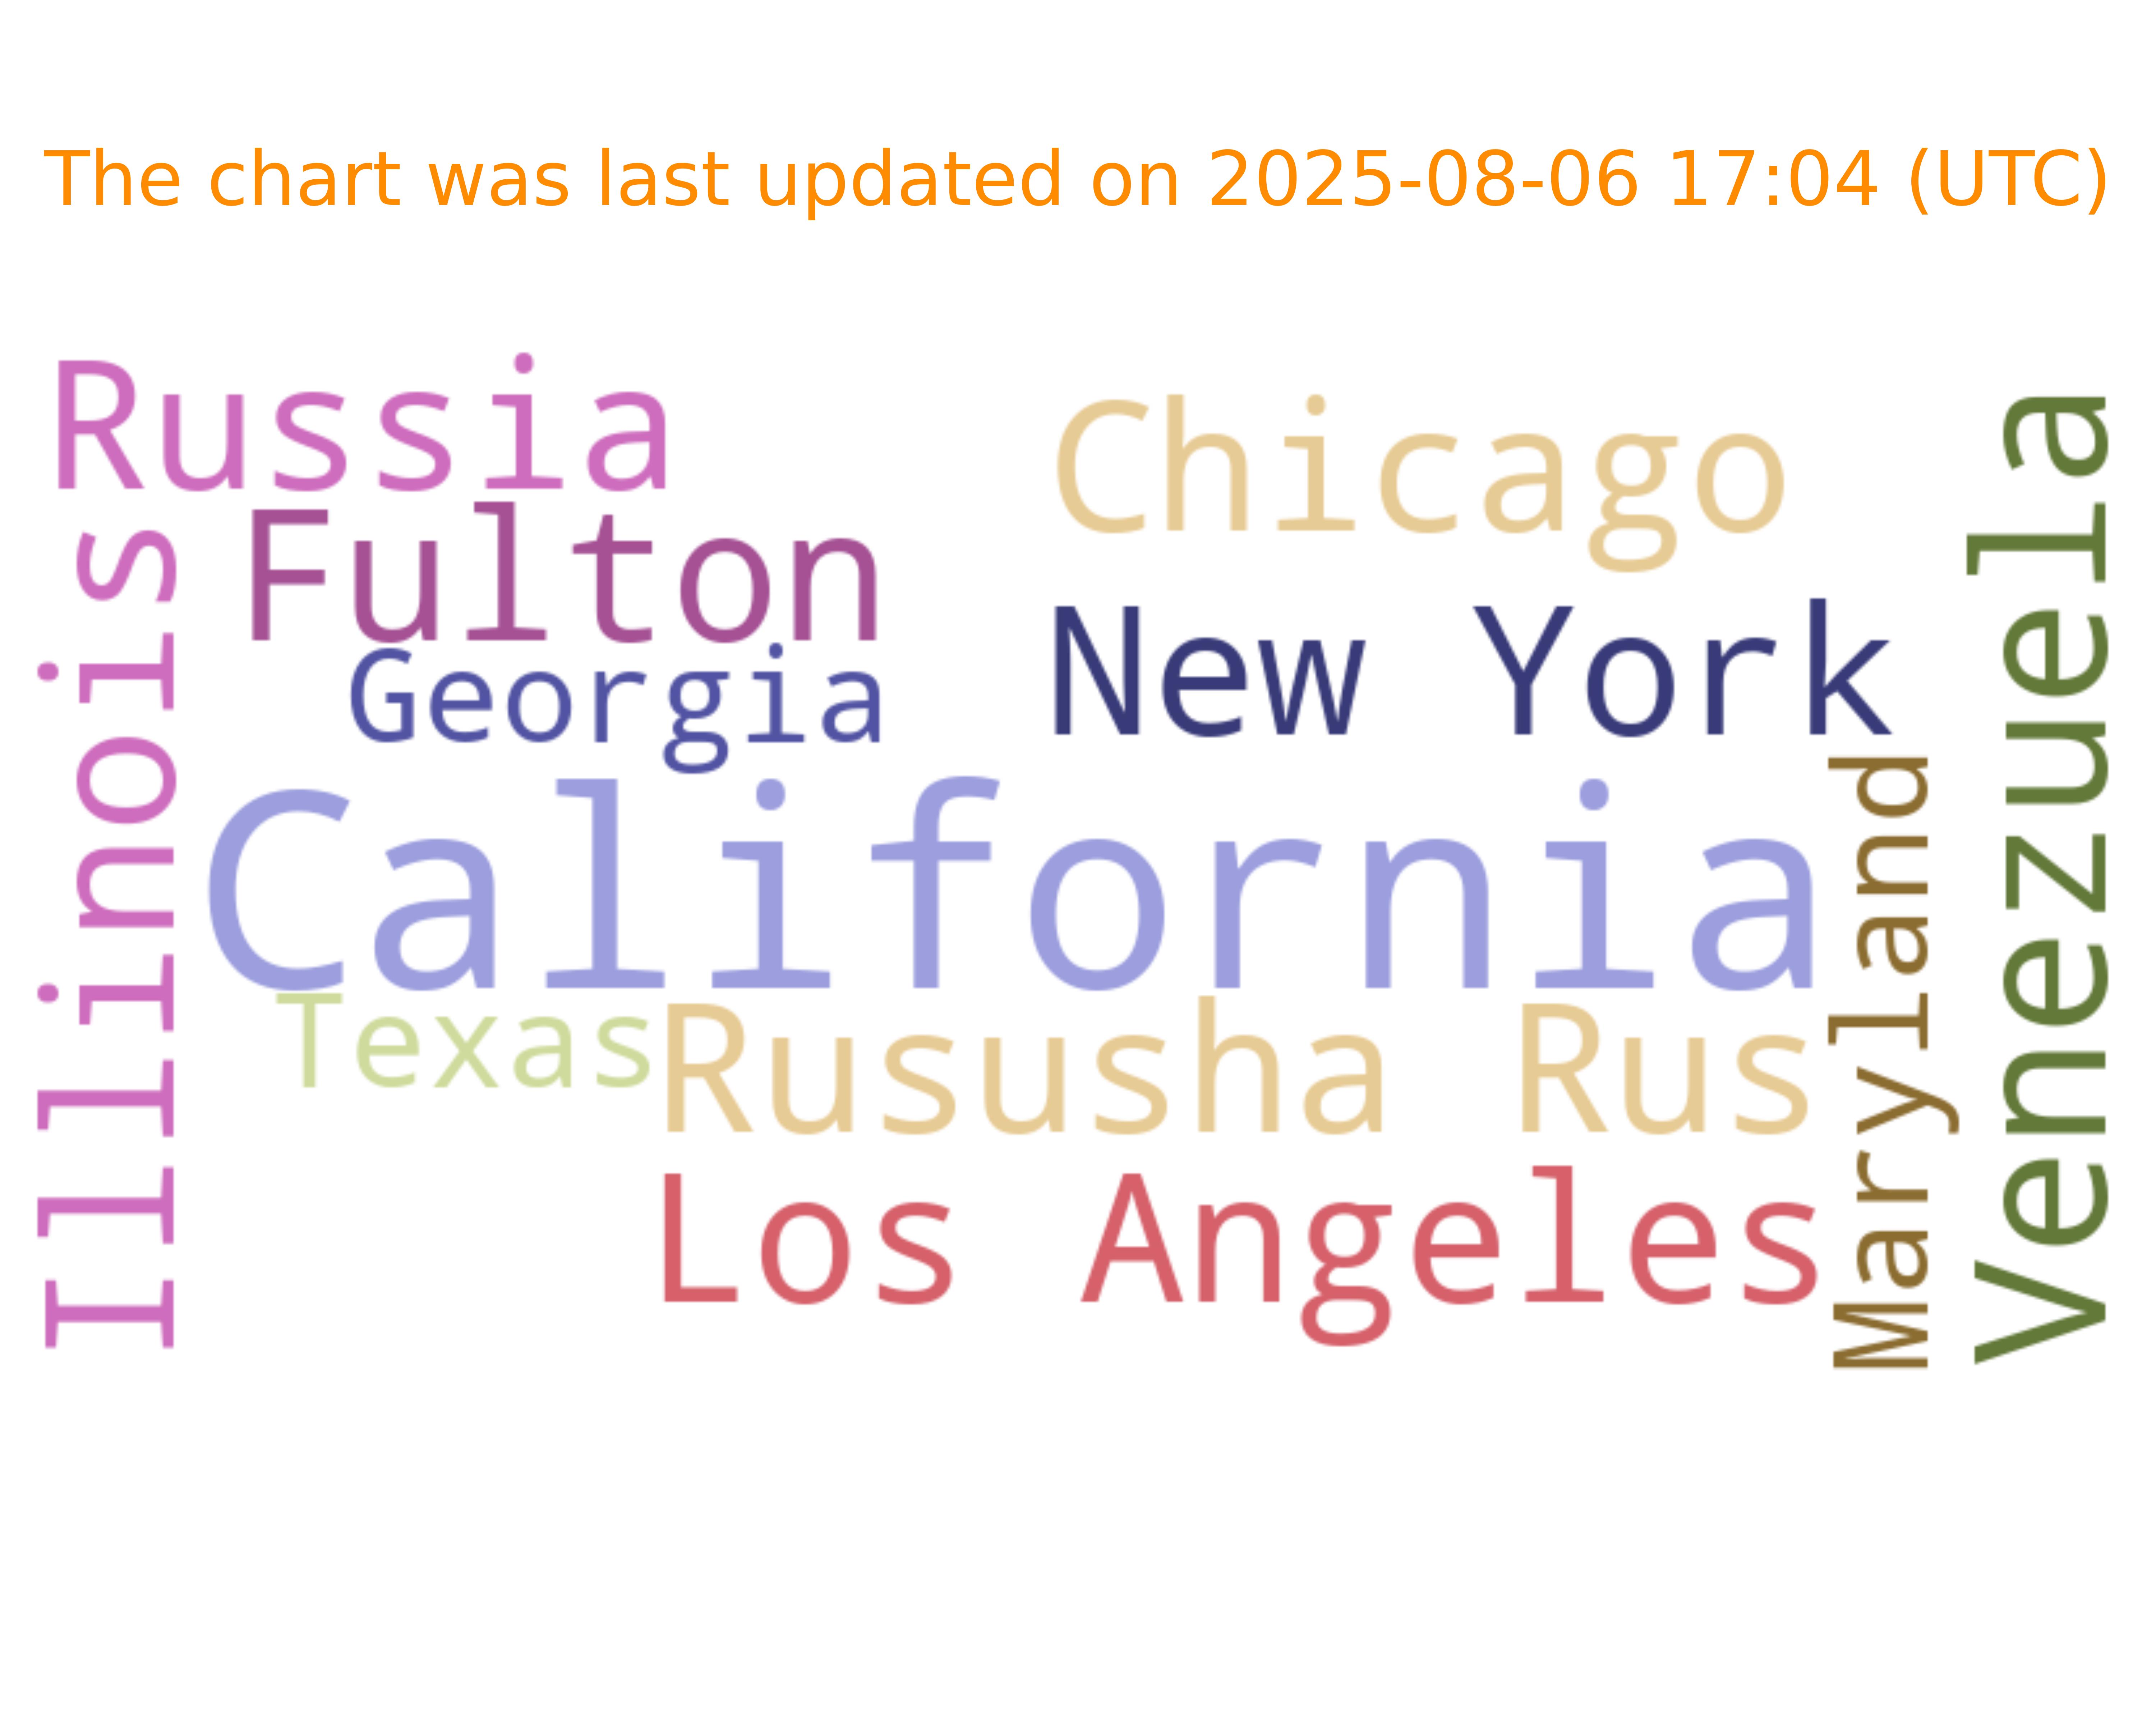 The chart was last updated on 2025-08-06 17:04 (UTC)
Russia
Chicago
Fulton
New York
Georgia
California
Texas
Rususha Rus
Los Angeles
Illinois
Maryland
Venezuela